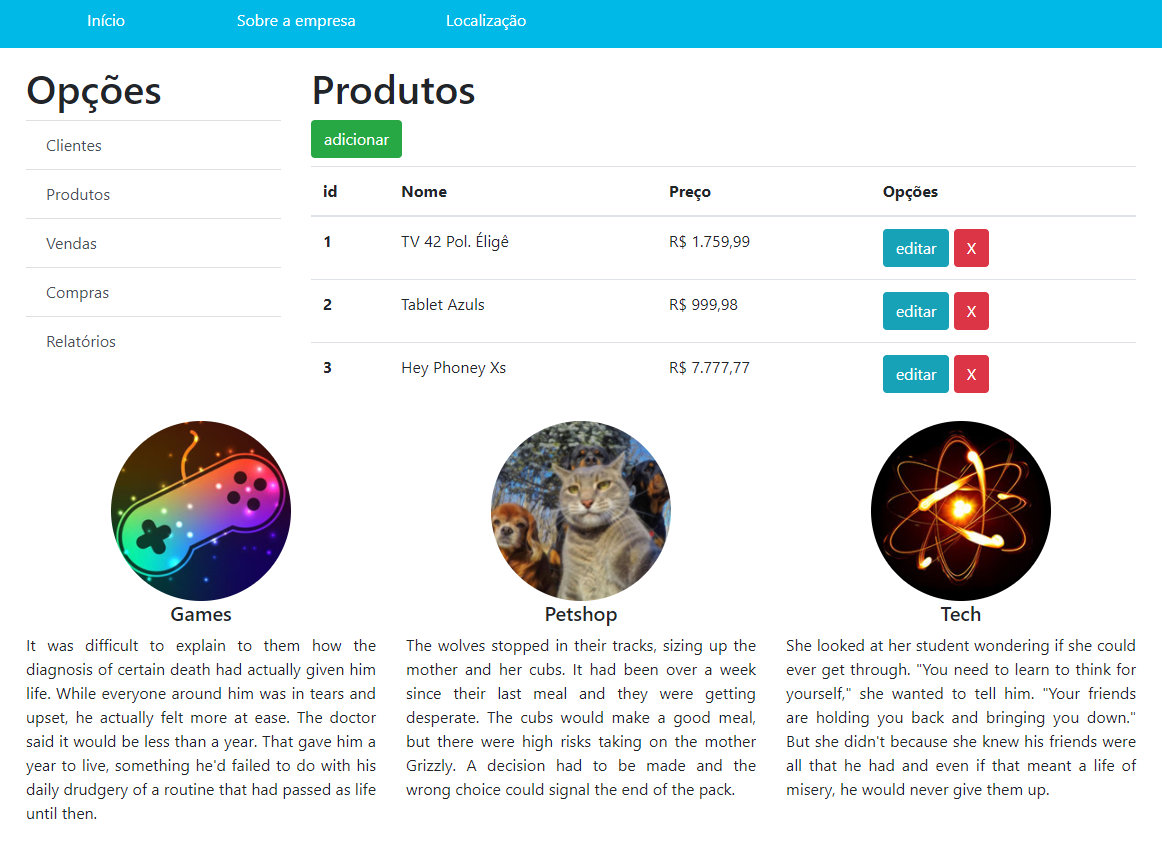 Início Sobre a empresa Localização
Opções
Clientes
Produtos
Vendas
Compras
Relatórios
Produtos
adicionar
id Nome Preço Opções
1 TV 42 Pol. Éligê R$ 1.759,99 editar X
2 Tablet Azuls R$ 999,98 editar X
3 Hey Phoney Xs R$ 7.777,77 editar X
Games
It was difficult to explain to them how the
diagnosis of certain death had actually given him
life. While everyone around him was in tears and
upset, he actually felt more at ease. The doctor
said it would be less than a year. That gave him a
year to live, something he'd failed to do with his
daily drudgery of a routine that had passed as life
until then.
Petshop
The wolves stopped in their tracks, sizing up the
mother and her cubs. It had been over a week
since their last meal and they were getting
desperate. The cubs would make a good meal,
but there were high risks taking on the mother
Grizzly. A decision had to be made and the
wrong choice could signal the end of the pack.
Tech
She looked at her student wondering if she could
ever get through. "You need to learn to think for
yourself," she wanted to tell him. "Your friends
are holding you back and bringing you down."
But she didn't because she knew his friends were
all that he had and even if that meant a life of
misery, he would never give them up.